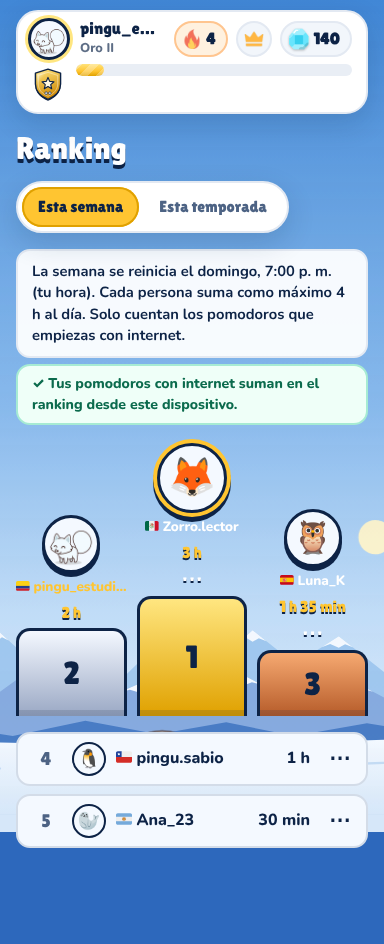 pingu_e...
Oro II
4
140
Ranking
Esta semana
Esta temporada
La semana se reinicia el domingo, 7:00 p. m.
(tu hora). Cada persona suma como máximo 4
h al día. Solo cuentan los pomodoros que
empiezas con internet.
✓ Tus pomodoros con internet suman en el
ranking desde este dispositivo.
Zorro.lector
3 h
...
pingu_estudi...
2 h
Luna_K
1 h 35 min
...
2
1
3
4 pingu.sabio 1 h ...
5 Ana_23 30 min ...